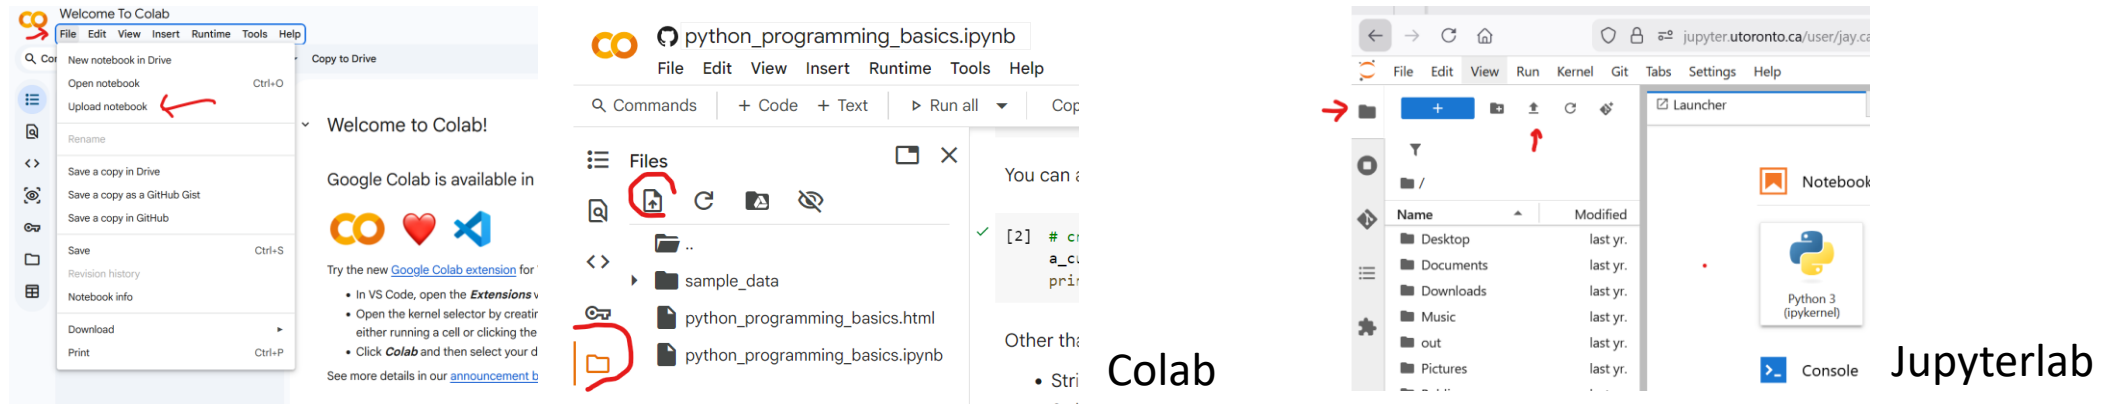 Welcome To Colab
File Edit View Insert Runtime Tools Help
Copy to Drive
New notebook in Drive
Open notebook Ctrl+O
Upload notebook
Rename
Save a copy in Drive
Save a copy as a GitHub Gist
Save a copy in GitHub
Save Ctrl+S
Revision history
Notebook info
Download
Print Ctrl+P
Welcome to Colab!
Google Colab is available in
Try the new Google Colab extension for
• In VS Code, open the Extensions
• Open the kernel selector by
either running a cell or clicking the
• Click Colab and then select your
See more details in our announcement
python_programming_basics.ipynb
File Edit View Insert Runtime Tools Help
Commands + Code + Text Run all
Files
..
sample_data
python_programming_basics.html
python_programming_basics.ipynb
You can
[2] #
Other
•
Colab
jupyter.utoronto.ca/user/jay.ca
File Edit View Run Kernel Git Tabs Settings Help
+
Launcher
/
Name Modified
Desktop last yr.
Documents last yr.
Downloads last yr.
Music last yr.
out last yr.
Pictures last yr.
Notebook
Python 3
(ipykernel)
Console
Jupyterlab